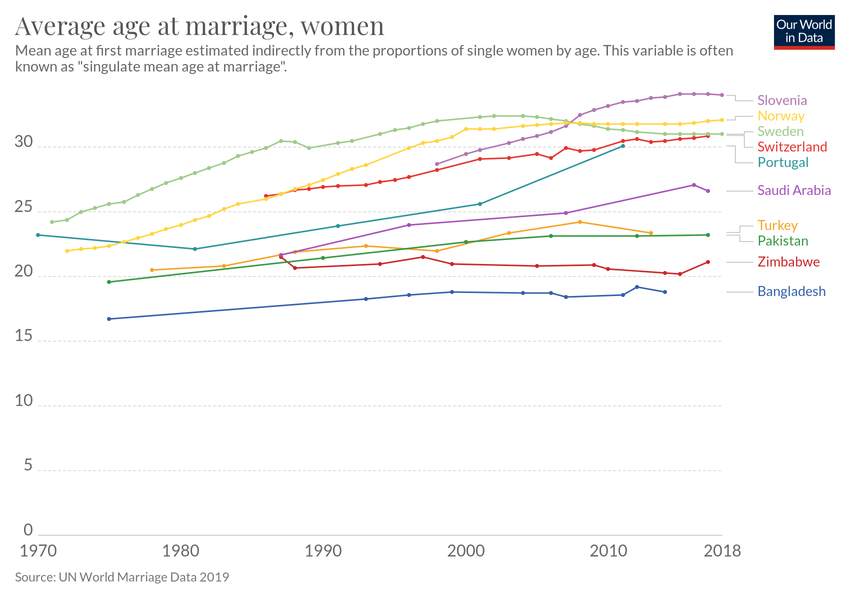 Average age at marriage, women
Our World
in Data
Mean age at first marriage estimated indirectly from the proportions of single women by age. This variable is often
known as "singulate mean age at marriage".
Slovenia
Norway
Sweden
Switzerland
Portugal
Saudi Arabia
Turkey
Pakistan
Zimbabwe
Bangladesh
30
25
20
15
10
5
0
1970 1980 1990 2000 2010 2018
Source: UN World Marriage Data 2019